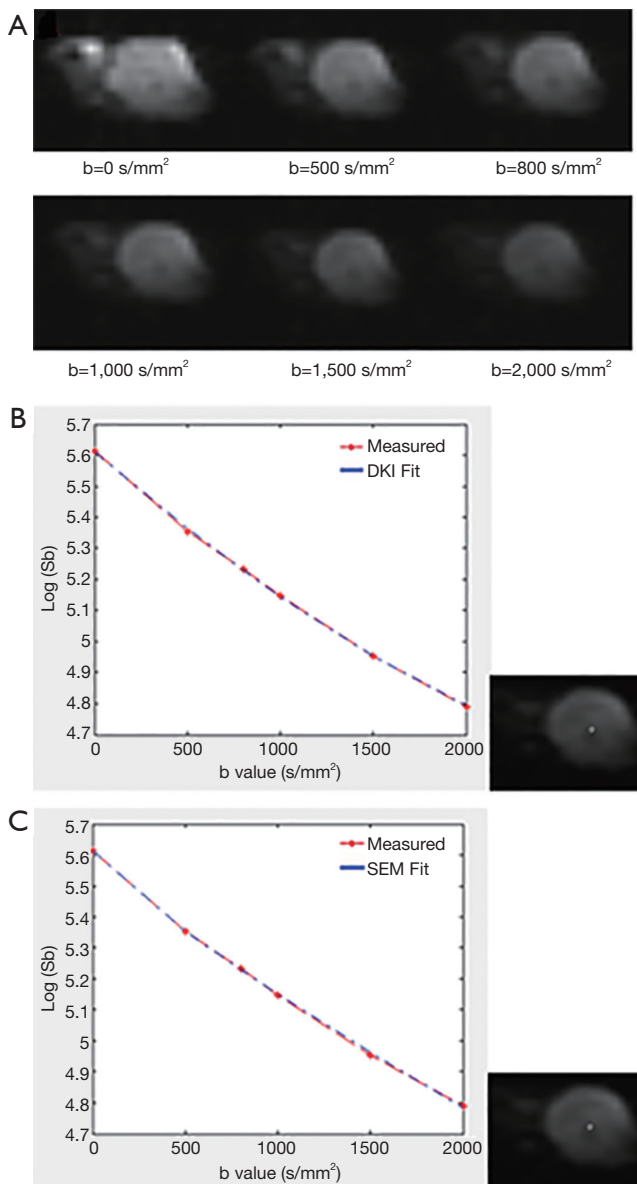 A
b=0 s/mm²
b=500 s/mm²
b=800 s/mm²
b=1,000 s/mm²
b=1,500 s/mm²
b=2,000 s/mm²
B
5.7
5.6
5.5
5.4
5.3
5.2
5.1
5
4.9
4.8
4.7
Log (Sb)
Measured
DKI Fit
0
500
1000
1500
2000
b value (s/mm²)
C
5.7
5.6
5.5
5.4
5.3
5.2
5.1
5
4.9
4.8
4.7
Log (Sb)
Measured
SEM Fit
0
500
1000
1500
2000
b value (s/mm²)